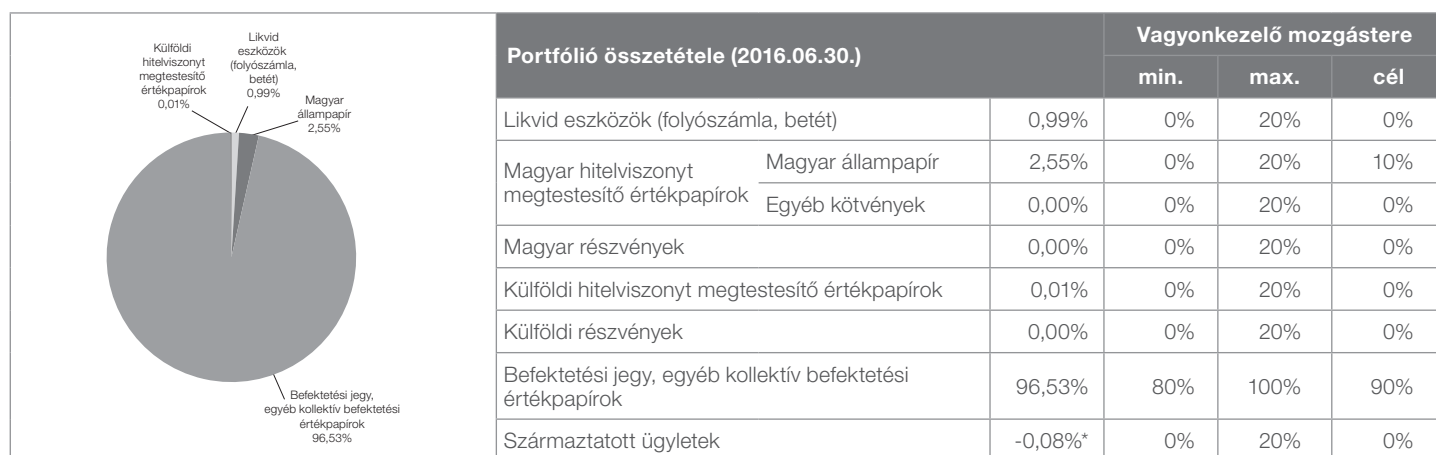 Külföldi
hitelviszonyt
megtestesítő
értékpapírok
0,01%
Likvid
eszközök
(folyószámla,
betét)
0,99%
Magyar
állampapír
2,55%
Befektetési jegy,
egyéb kollektív befektetési
értékpapírok
96,53%
Portfólió összetétele (2016.06.30.)
Vagyonkezelő mozgástere
min. max. cél
Likvid eszközök (folyószámla, betét) 0,99% 0% 20% 0%
Magyar hitelviszonyt
megtestesítő értékpapírok
Magyar állampapír 2,55% 0% 20% 10%
Egyéb kötvények 0,00% 0% 20% 0%
Magyar részvények 0,00% 0% 20% 0%
Külföldi hitelviszonyt megtestesítő értékpapírok 0,01% 0% 20% 0%
Külföldi részvények 0,00% 0% 20% 0%
Befektetési jegy, egyéb kollektív befektetési
értékpapírok
96,53% 80% 100% 90%
Származtatott ügyletek -0,08%* 0% 20% 0%